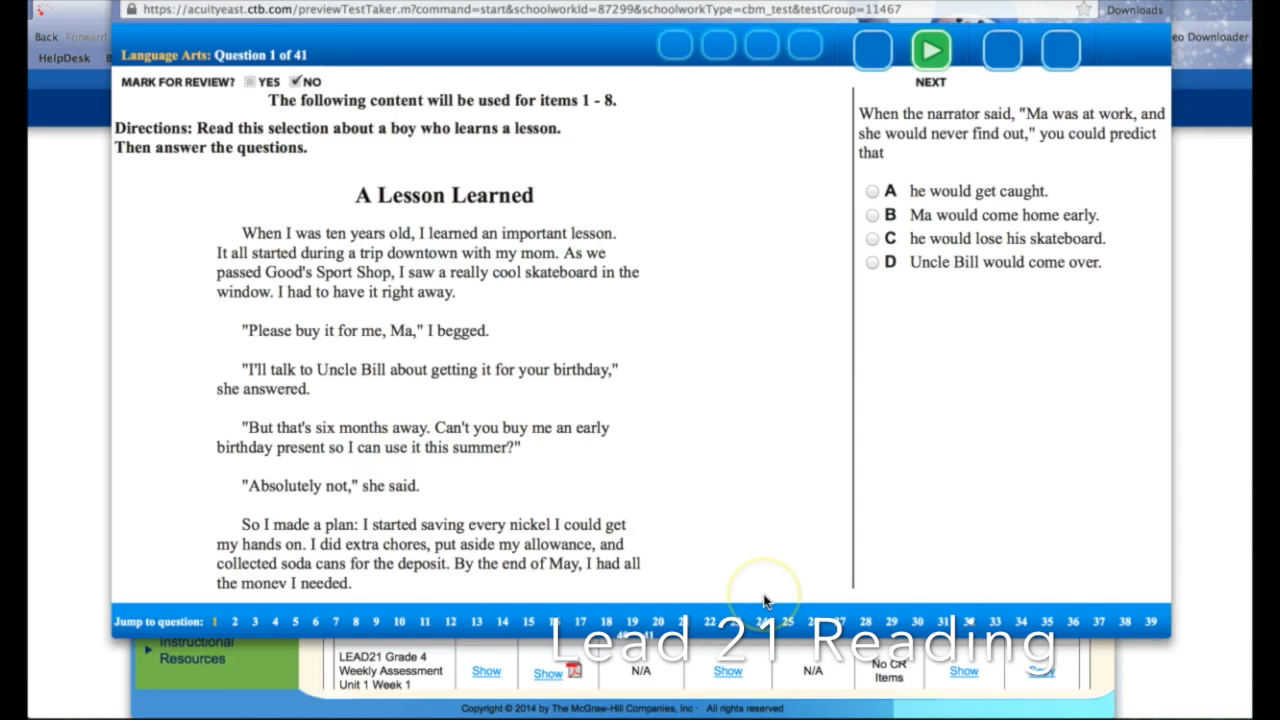 https://acuityeast.ctb.com/previewTestTaker.m?command=start&schoolworkId=87299&schoolworkType=cbm_test&testGroup=11467
Downloads
Back Forward
HelpDesk
Downloader
Language Arts: Question 1 of 41
NEXT
MARK FOR REVIEW? YES NO
The following content will be used for items 1 - 8.
Directions: Read this selection about a boy who learns a lesson.
Then answer the questions.
A Lesson Learned
When I was ten years old, I learned an important lesson.
It all started during a trip downtown with my mom. As we
passed Good's Sport Shop, I saw a really cool skateboard in the
window. I had to have it right away.
"Please buy it for me, Ma," I begged.
"I'll talk to Uncle Bill about getting it for your birthday,"
she answered.
"But that's six months away. Can't you buy me an early
birthday present so I can use it this summer?"
"Absolutely not," she said.
So I made a plan: I started saving every nickel I could get
my hands on. I did extra chores, put aside my allowance, and
collected soda cans for the deposit. By the end of May, I had all
the money I needed.
When the narrator said, "Ma was at work, and
she would never find out," you could predict
that
A he would get caught.
B Ma would come home early.
C he would lose his skateboard.
D Uncle Bill would come over.
Jump to question: 1 2 3 4 5 6 7 8 9 10 11 12 13 14 15 16 17 18 19 20 21 22 23 24 25 26 27 28 29 30 31 32 33 34 35 36 37 38 39
Lead 21 Reading
Instructional
Resources
LEAD21 Grade 4
Weekly Assessment
Unit 1 Week 1
Show
Show
N/A
Show
N/A
No CR
Items
Show
Copyright © 2014 by The McGraw-Hill Companies, inc · All rights reserved